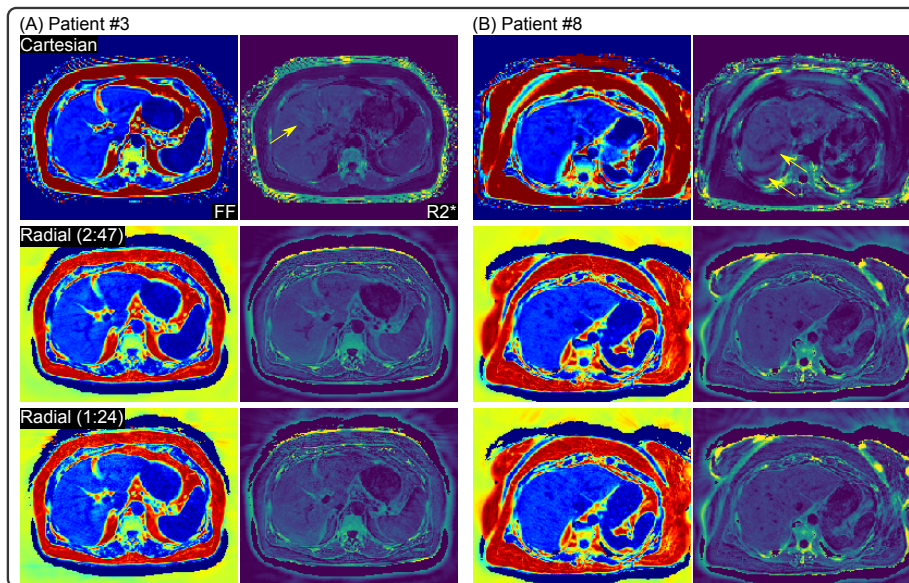 (A) Patient #3
(B) Patient #8
Cartesian
FF
R2*
Radial (2:47)
Radial (1:24)